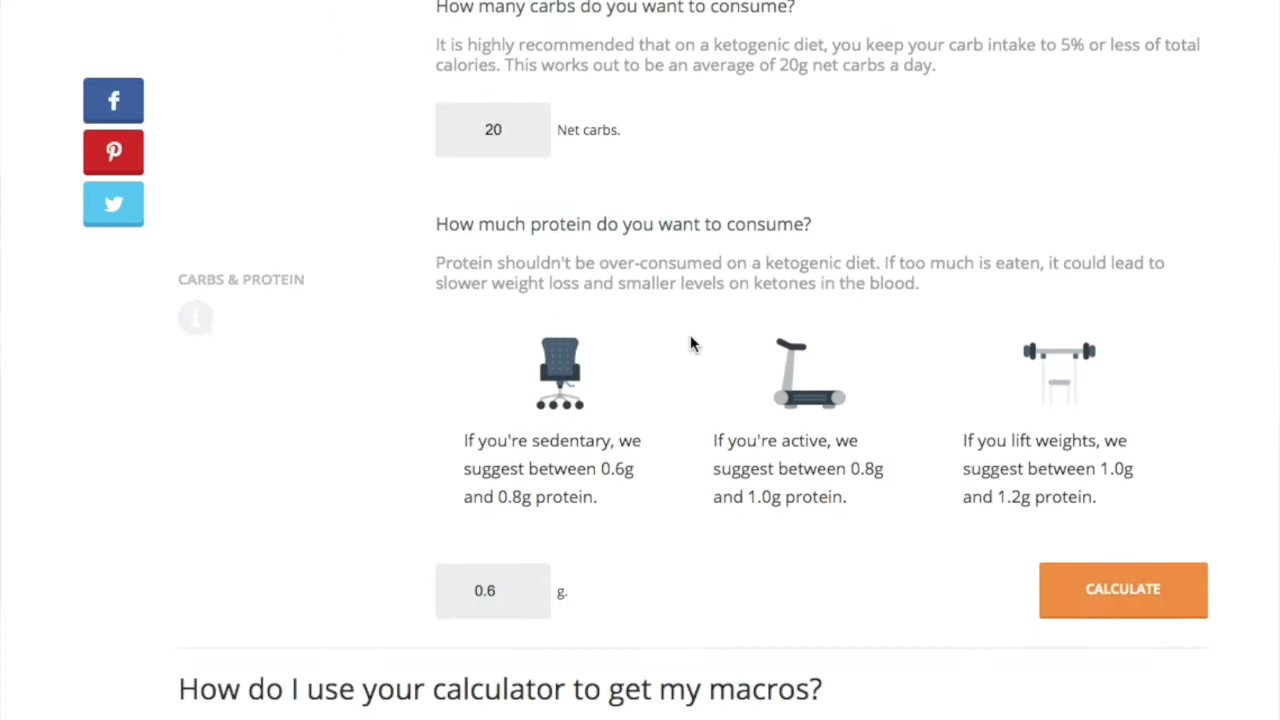 How many carbs do you want to consume?
It is highly recommended that on a ketogenic diet, you keep your carb intake to 5% or less of total
calories. This works out to be an average of 20g net carbs a day.
20 Net carbs.
How much protein do you want to consume?
CARBS & PROTEIN
Protein shouldn't be over-consumed on a ketogenic diet. If too much is eaten, it could lead to
slower weight loss and smaller levels on ketones in the blood.
If you're sedentary, we
suggest between 0.6g
and 0.8g protein.
If you're active, we
suggest between 0.8g
and 1.0g protein.
If you lift weights, we
suggest between 1.0g
and 1.2g protein.
0.6 g.
CALCULATE
How do I use your calculator to get my macros?